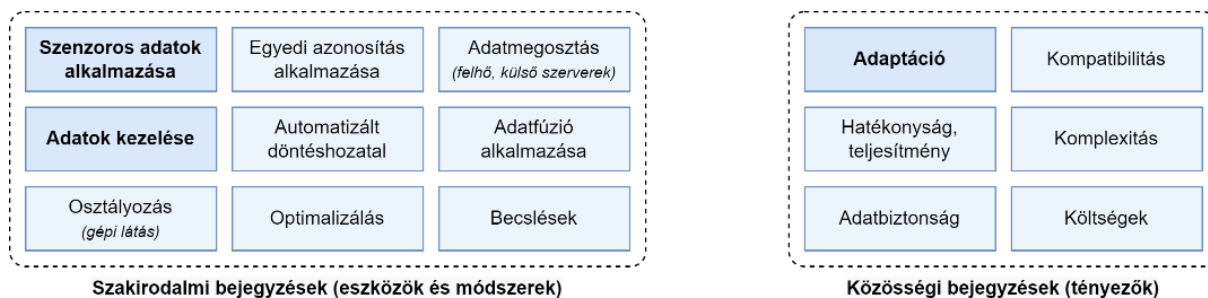 Szenzoros adatok
alkalmazása
Egyedi azonosítás
alkalmazása
Adatmegosztás
(felhő, külső szerverek)
Adatok kezelése
Automatizált
döntéshozatal
Adatfúzió
alkalmazása
Osztályozás
(gépi látás)
Optimalizálás
Becslések
Szakirodalmi bejegyzések (eszközök és módszerek)
Adaptáció
Kompatibilitás
Hatékonyság,
teljesítmény
Komplexitás
Adatbiztonság
Költségek
Közösségi bejegyzések (tényezők)